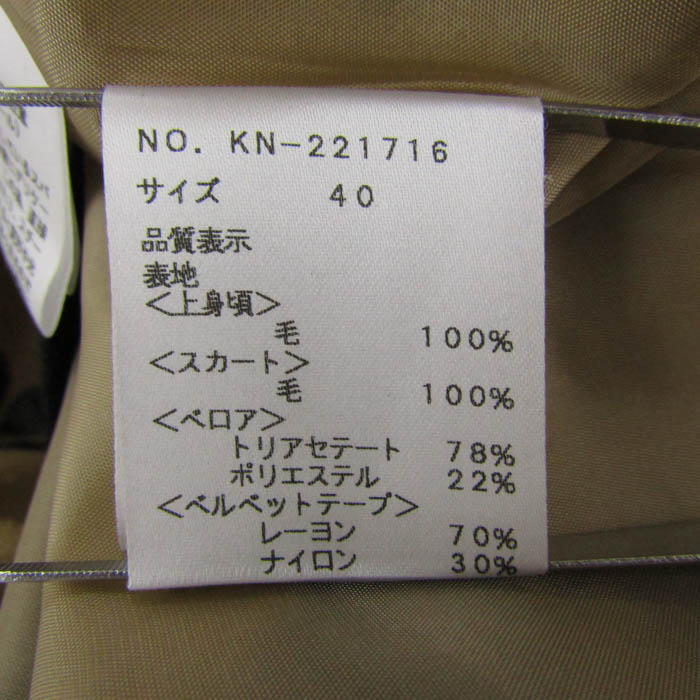 NO. KN-221716
サイズ 40
品質表示
表地
<上身頃>
毛 100%
<スカート>
毛 100%
<ベロア>
トリアセテート 78%
ポリエステル 22%
<ベルベットテープ>
レーヨン 70%
ナイロン 30%